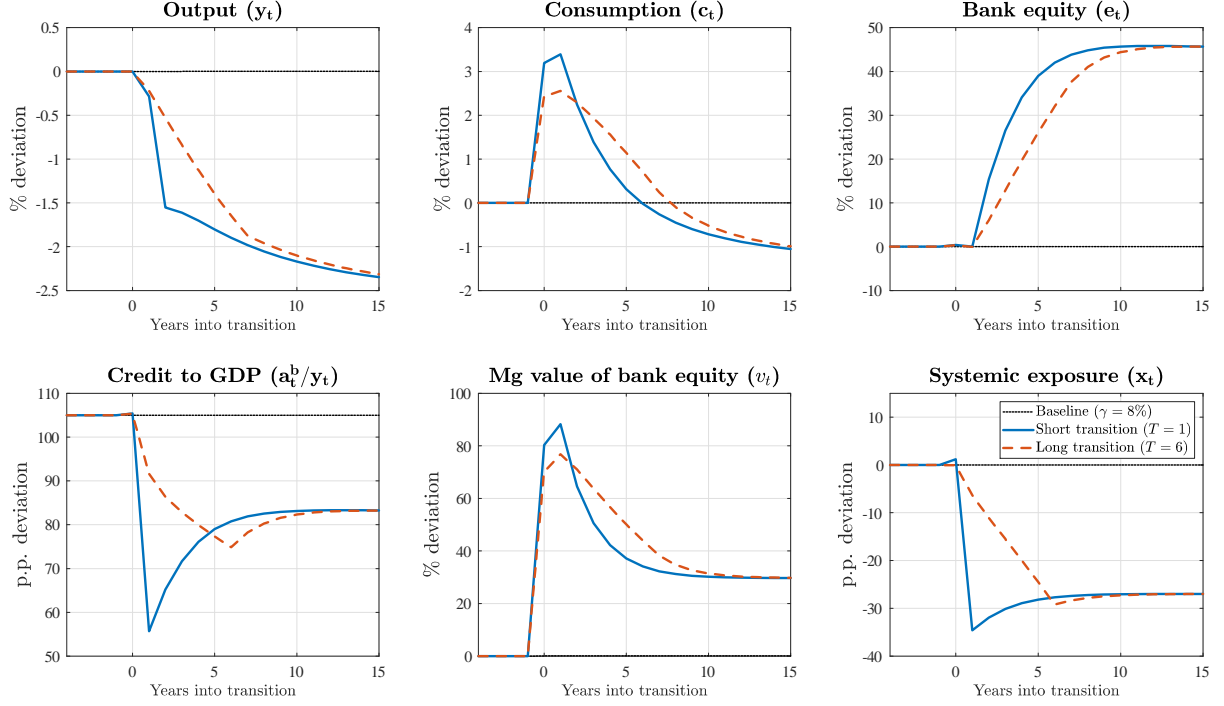 Output (yt)
Consumption (ct)
Bank equity (et)
0.5
0
-0.5
-1
-1.5
-2
-2.5
% deviation
0 5 10 15
Years into transition
4
3
2
1
0
-1
-2
% deviation
0 5 10 15
Years into transition
50
40
30
20
10
0
-10
% deviation
0 5 10 15
Years into transition
Credit to GDP (a_t^b/yt)
Mg value of bank equity (vt)
Systemic exposure (xt)
110
100
90
80
70
60
50
p.p. deviation
0 5 10 15
Years into transition
100
80
60
40
20
0
% deviation
0 5 10 15
Years into transition
10
0
-10
-20
-30
-40
p.p. deviation
0 5 10 15
Years into transition
Baseline (γ = 8%)
Short transition (T = 1)
Long transition (T = 6)